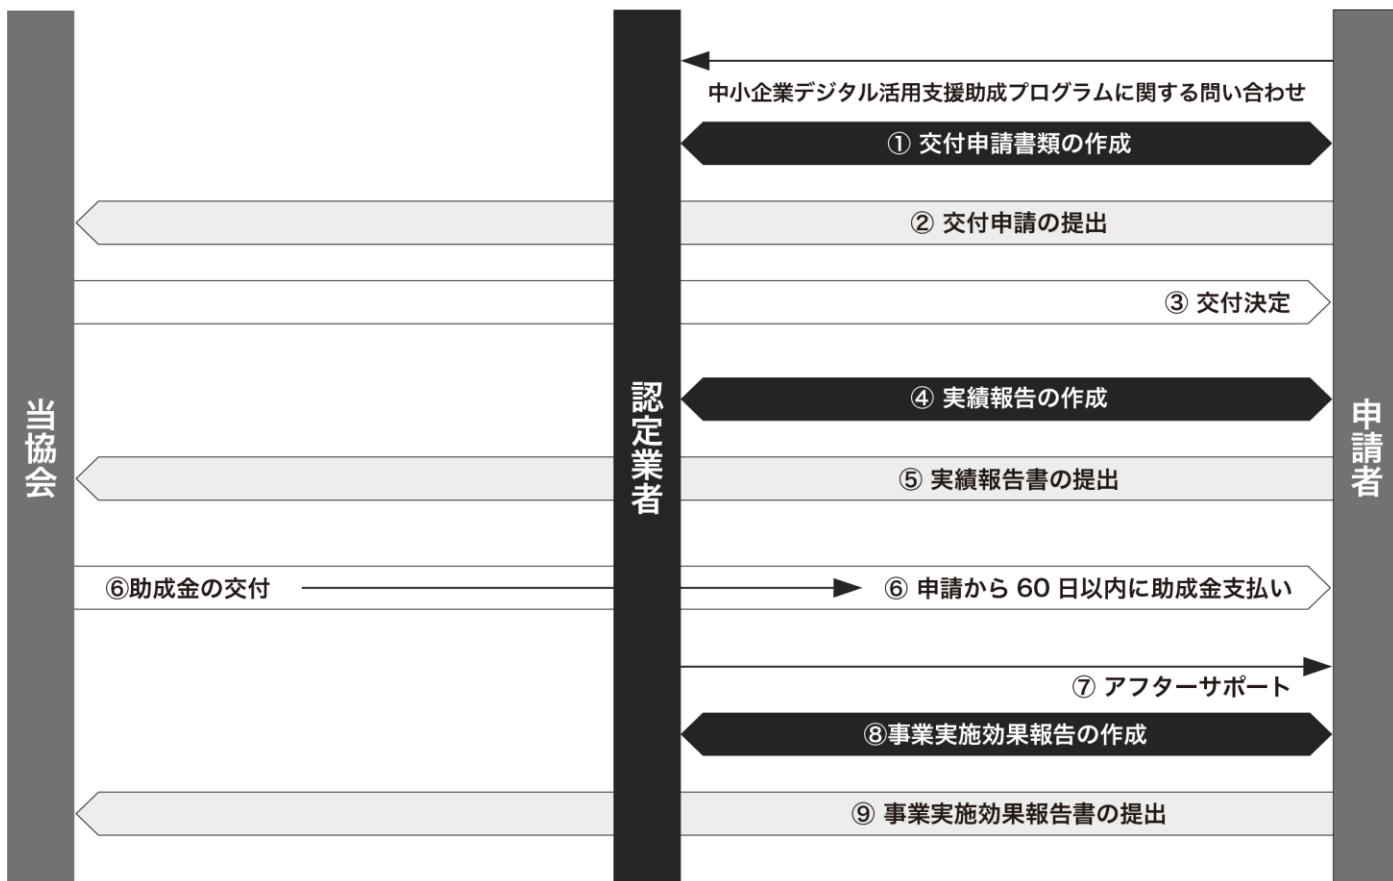 中小企業デジタル活用支援助成プログラムに関する問い合わせ
① 交付申請書類の作成
② 交付申請の提出
③ 交付決定
④ 実績報告の作成
当協会
認定業者
申請者
⑤ 実績報告書の提出
⑥助成金の交付
⑥ 申請から 60 日以内に助成金支払い
⑦ アフターサポート
⑧事業実施効果報告の作成
⑨ 事業実施効果報告書の提出